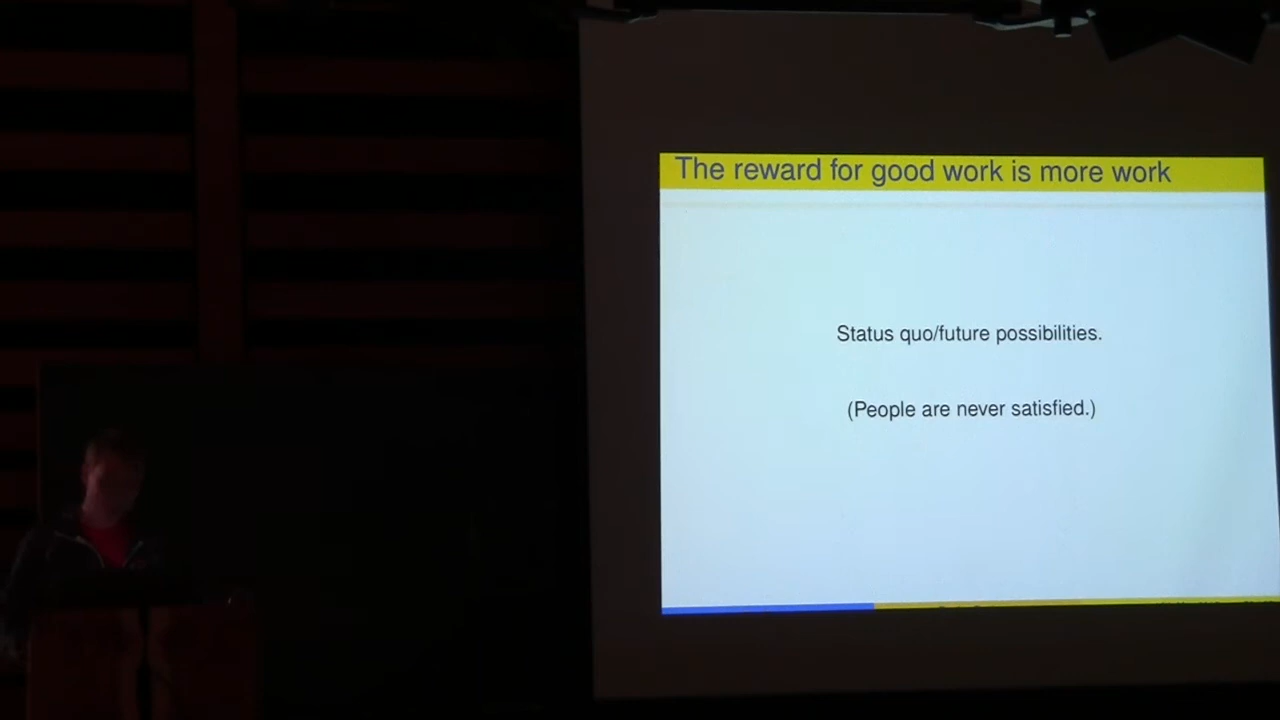 The reward for good work is more work
Status quo/future possibilities.
(People are never satisfied.)